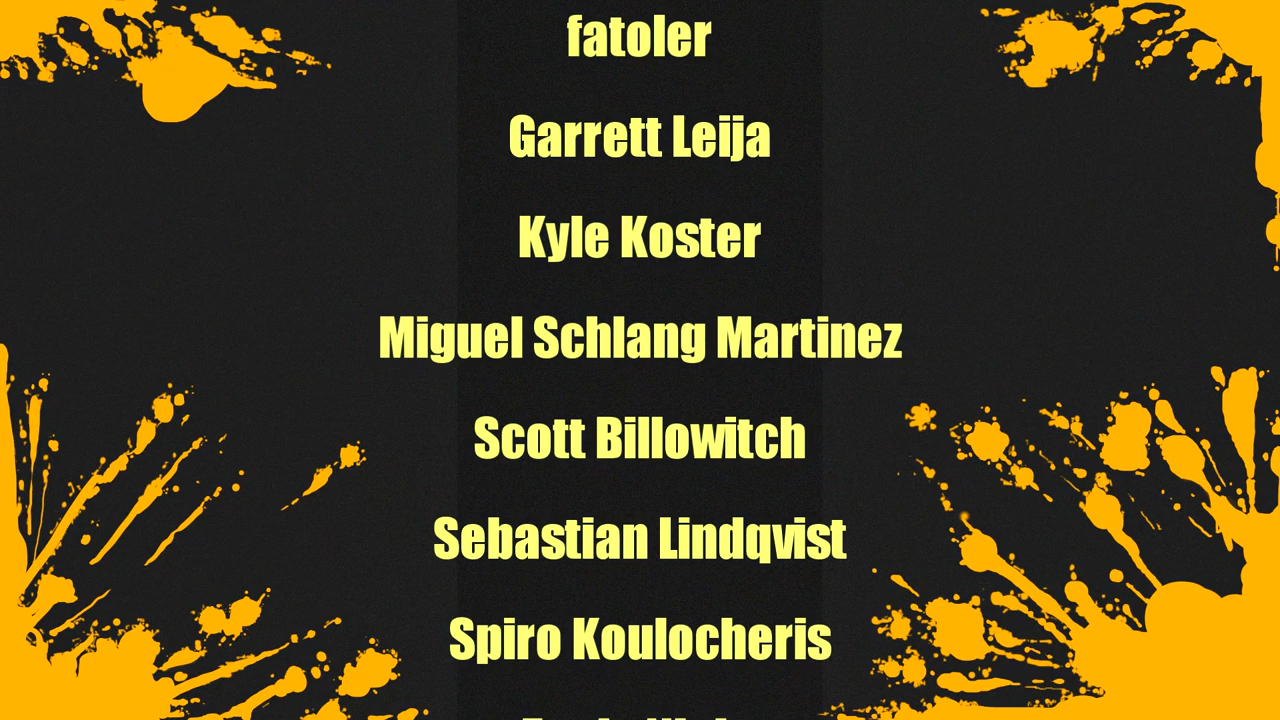 fatoler
Garrett Leija
Kyle Koster
Miguel Schlang Martinez
Scott Billowitch
Sebastian Lindqvist
Spiro Koulocheris